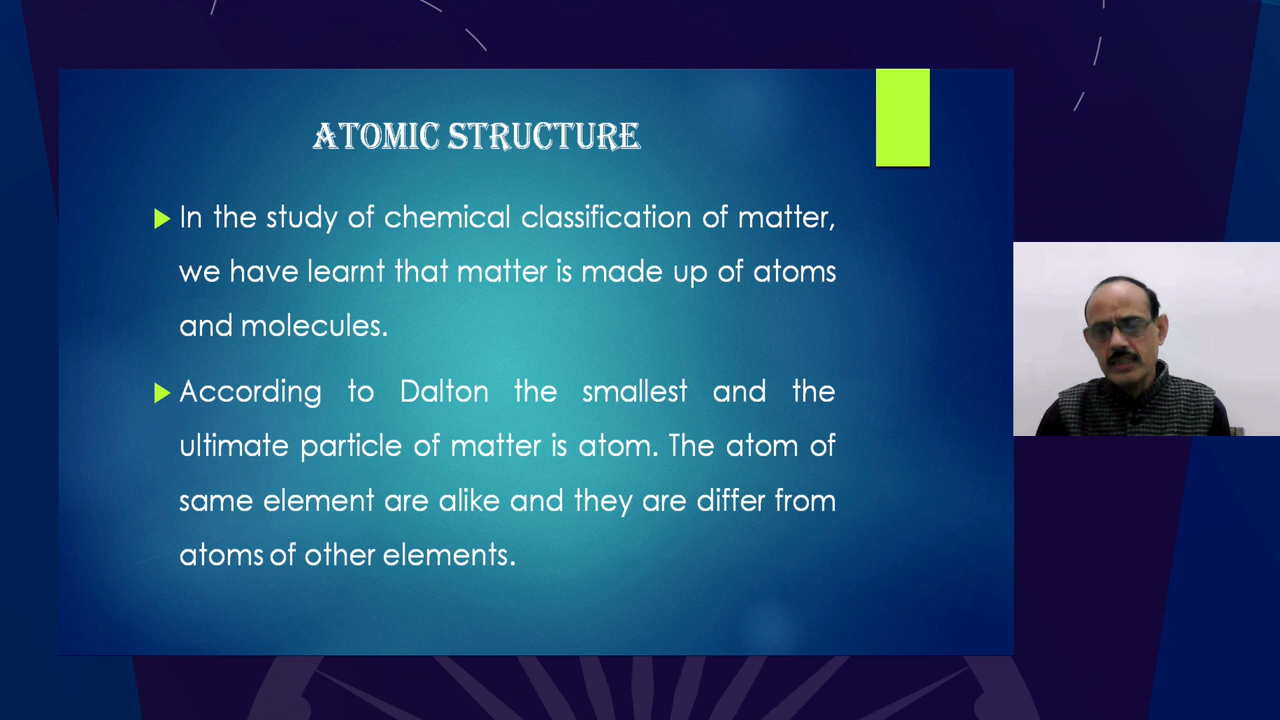 ATOMIC STRUCTURE
In the study of chemical classification of matter,
we have learnt that matter is made up of atoms
and molecules.
According to Dalton the smallest and the
ultimate particle of matter is atom. The atom of
same element are alike and they are differ from
atoms of other elements.